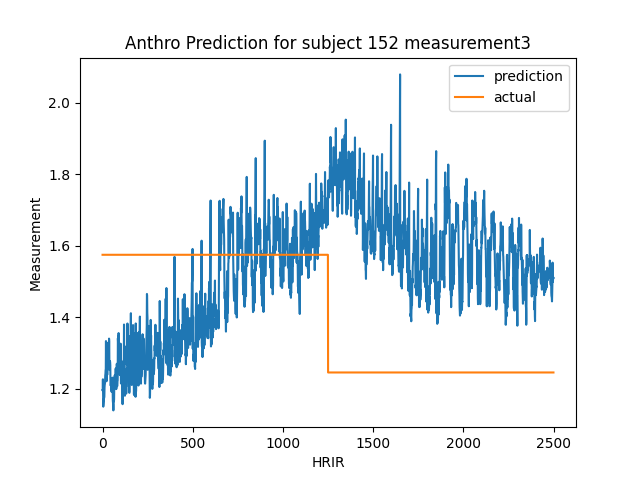 Anthro Prediction for subject 152 measurement3
prediction
actual
2.0
1.8
1.6
1.4
1.2
Measurement
0 500 1000 1500 2000 2500
HRIR